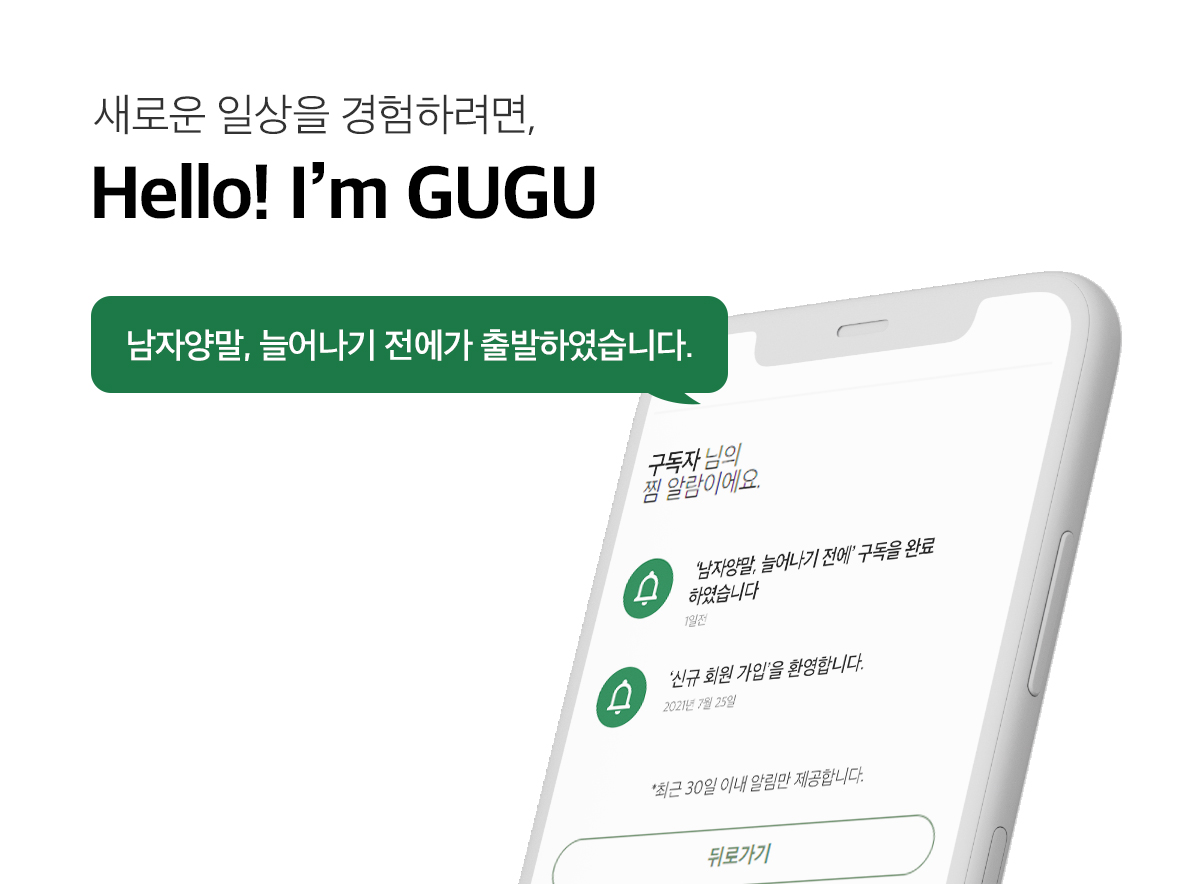 새로운 일상을 경험하려면,
Hello! I’m GUGU
남자양말, 늘어나기 전에가 출발하였습니다.
구독자 님의
찜 알람이에요.
‘남자양말, 늘어나기 전에’ 구독을 완료
하였습니다
1일전
‘신규 회원 가입’을 환영합니다.
2021년 7월 25일
*최근 30일 이내 알림만 제공합니다.
뒤로가기